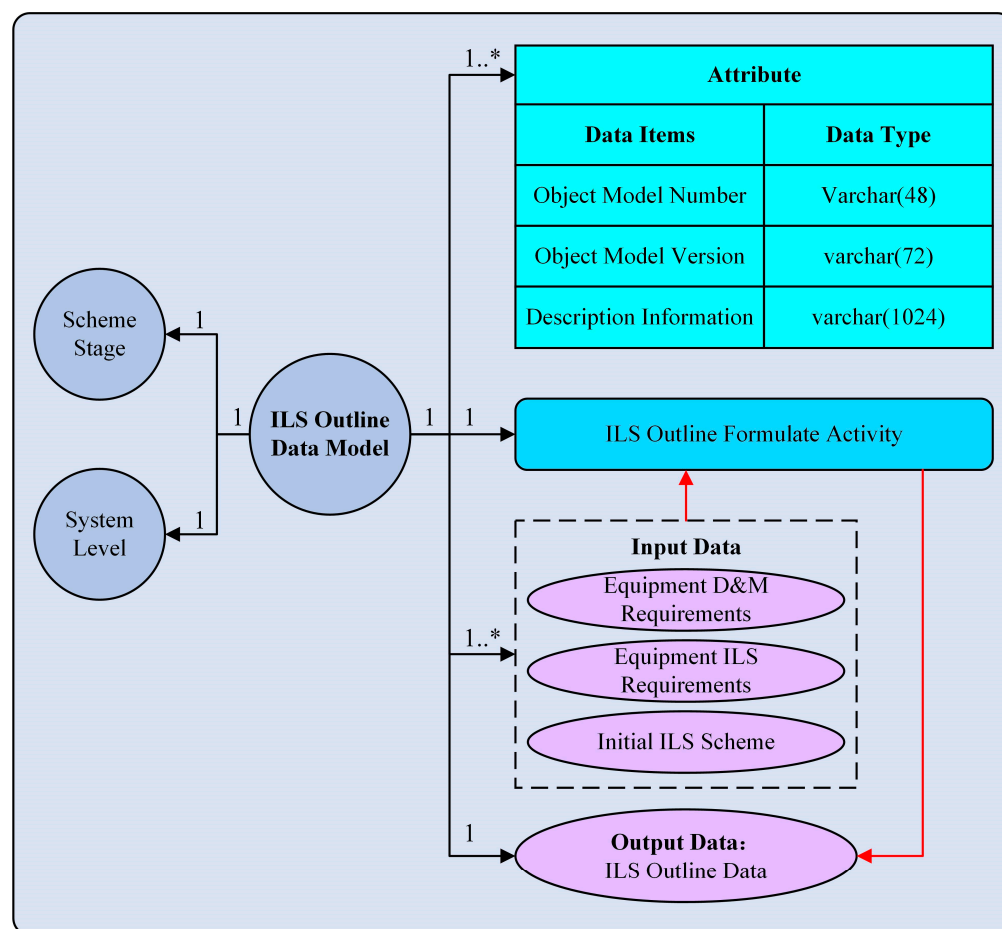 1..*
Attribute
Data Items
Data Type
Object Model Number
Varchar(48)
Object Model Version
varchar(72)
Description Information
varchar(1024)
Scheme
Stage
1
1
ILS Outline
Data Model
1
1
ILS Outline Formulate Activity
System
Level
1
Input Data
Equipment D&M
Requirements
1..*
Equipment ILS
Requirements
Initial ILS Scheme
1
Output Data:
ILS Outline Data